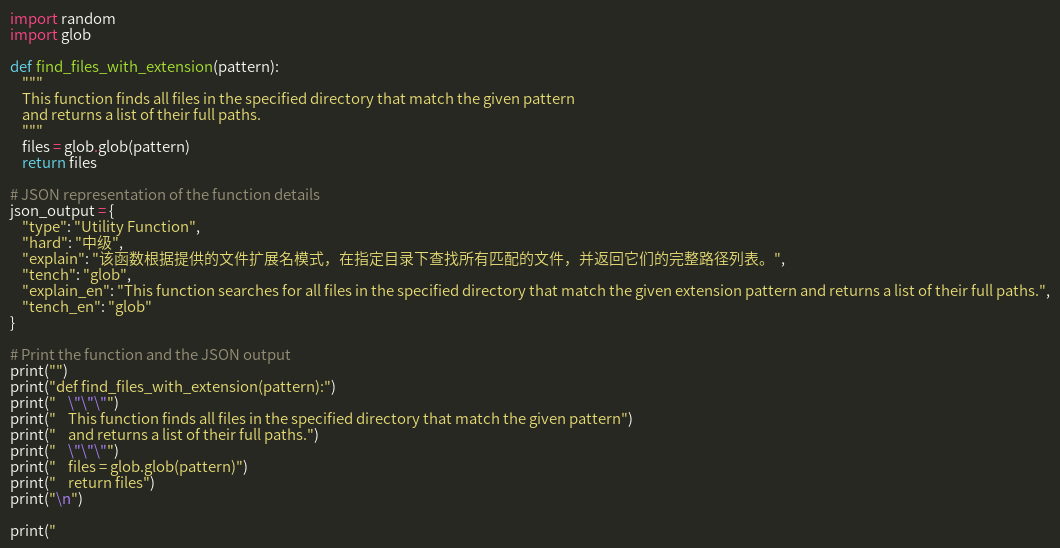 import random
import glob

def find_files_with_extension(pattern):
    """
    This function finds all files in the specified directory that match the given pattern
    and returns a list of their full paths.
    """
    files = glob.glob(pattern)
    return files

# JSON representation of the function details
json_output = {
    "type": "Utility Function",
    "hard": "中级",
    "explain": "该函数根据提供的文件扩展名模式，在指定目录下查找所有匹配的文件，并返回它们的完整路径列表。",
    "tench": "glob",
    "explain_en": "This function searches for all files in the specified directory that match the given extension pattern and returns a list of their full paths.",
    "tench_en": "glob"
}

# Print the function and the JSON output
print("")
print("def find_files_with_extension(pattern):")
print("    \"\"\"")
print("    This function finds all files in the specified directory that match the given pattern")
print("    and returns a list of their full paths.")
print("    \"\"\"")
print("    files = glob.glob(pattern)")
print("    return files")
print("\n")

print("